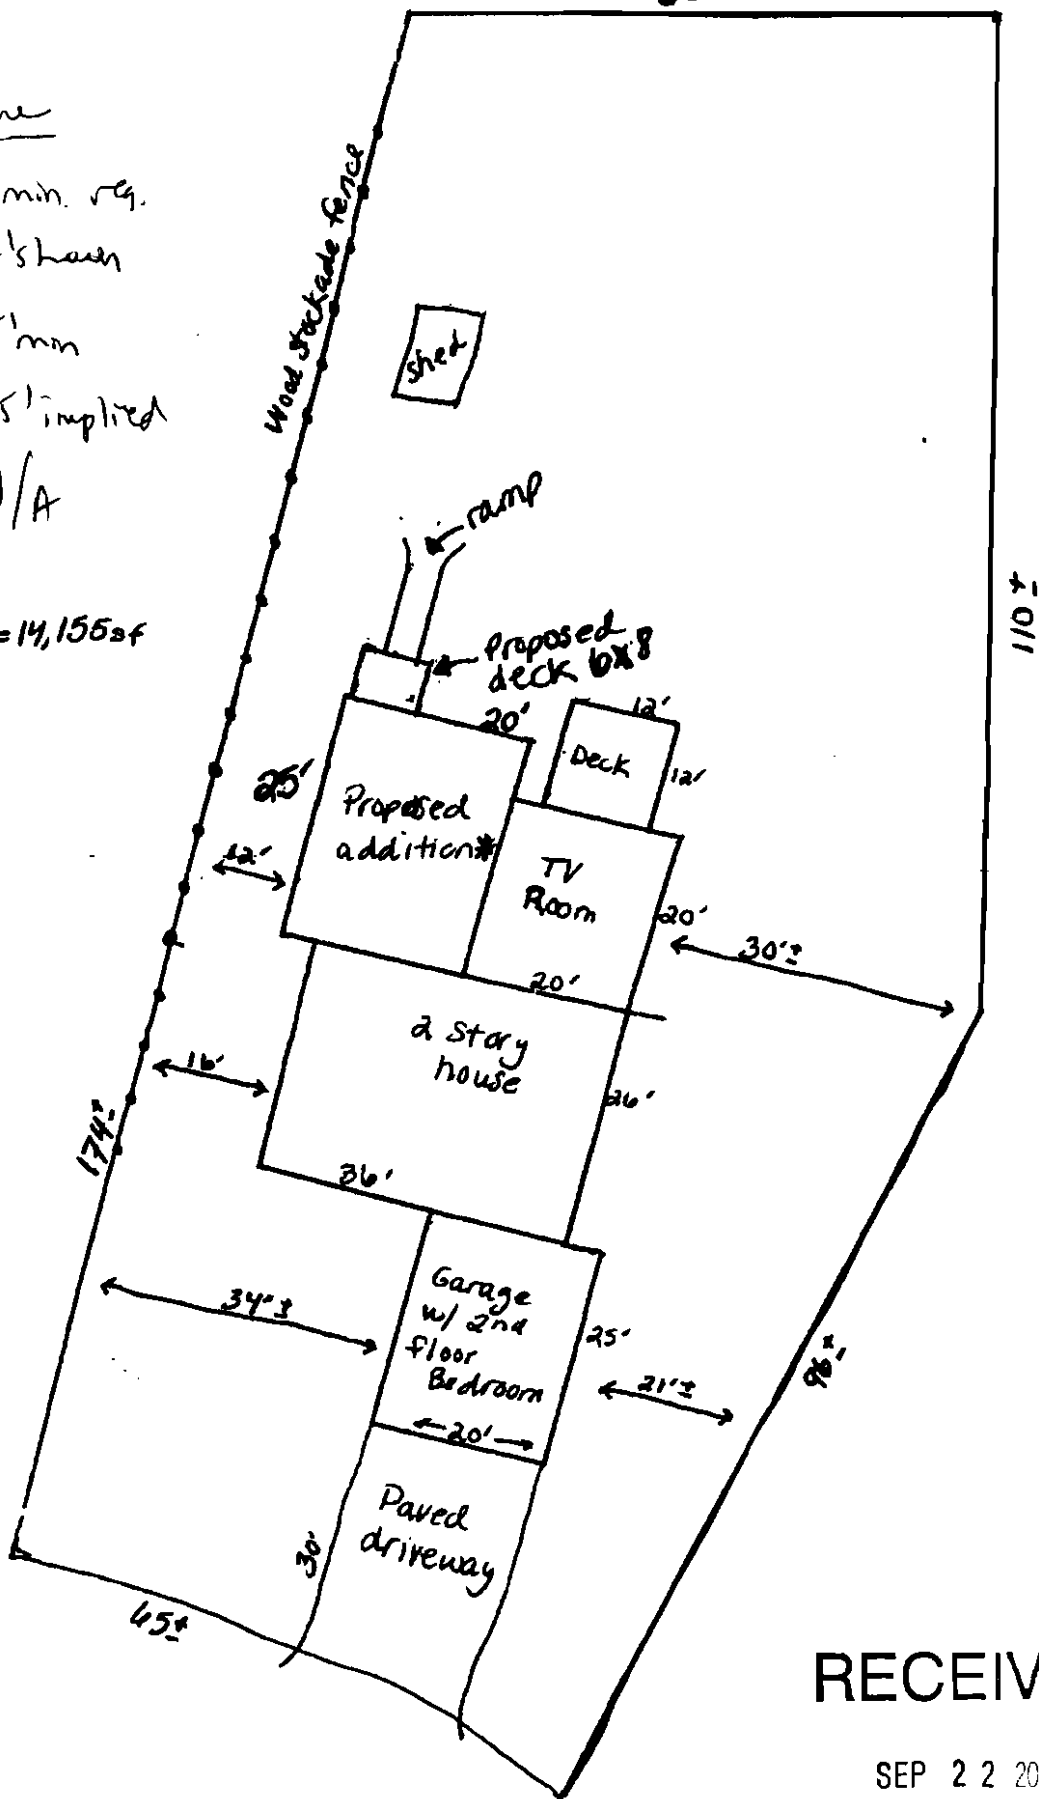 min. req.
'shown
'min
5' implied
N/A
= 14,155sf
Wood stockade fence
shed
ramp
Proposed
deck 6x8
20'
12'
Deck
12'
25'
Proposed
addition*
12'
TV
Room
20'
30'±
20'
110±
2 story
house
16'
26'
174±
36'
Garage
w/ 2nd
floor
Bedroom
34'±
25'
21'±
96±'
20'
Paved
driveway
30'
65±
RECEIV
SEP 2 2 20